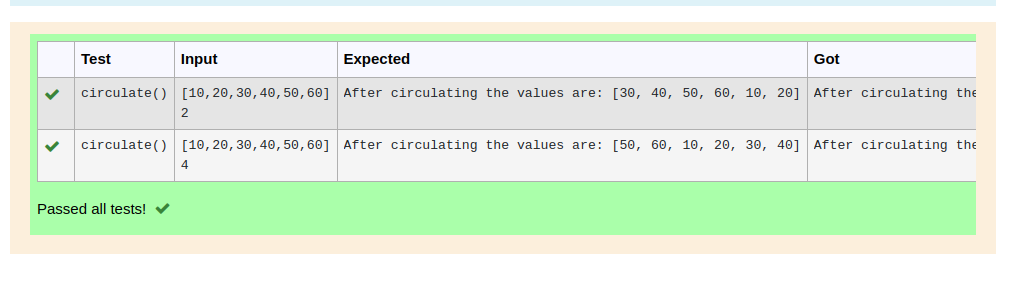 Test Input Expected Got
circulate() [10,20,30,40,50,60] After circulating the values are: [30, 40, 50, 60, 10, 20] After circulating the
2
circulate() [10,20,30,40,50,60] After circulating the values are: [50, 60, 10, 20, 30, 40] After circulating the
4
Passed all tests!